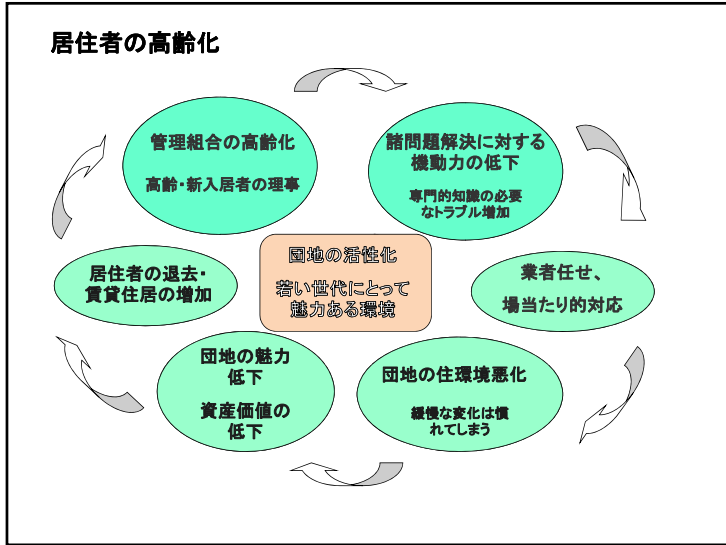 居住者の高齢化
管理組合の高齢化
高齢・新入居者の理事
諸問題解決に対する
機動力の低下
専門的知識の必要
なトラブル増加
団地の活性化
若い世代にとって
魅力ある環境
居住者の退去・
賃貸住居の増加
業者任せ、
場当たり的対応
団地の魅力
低下
資産価値の
低下
団地の住環境悪化
緩慢な変化は慣
れてしまう